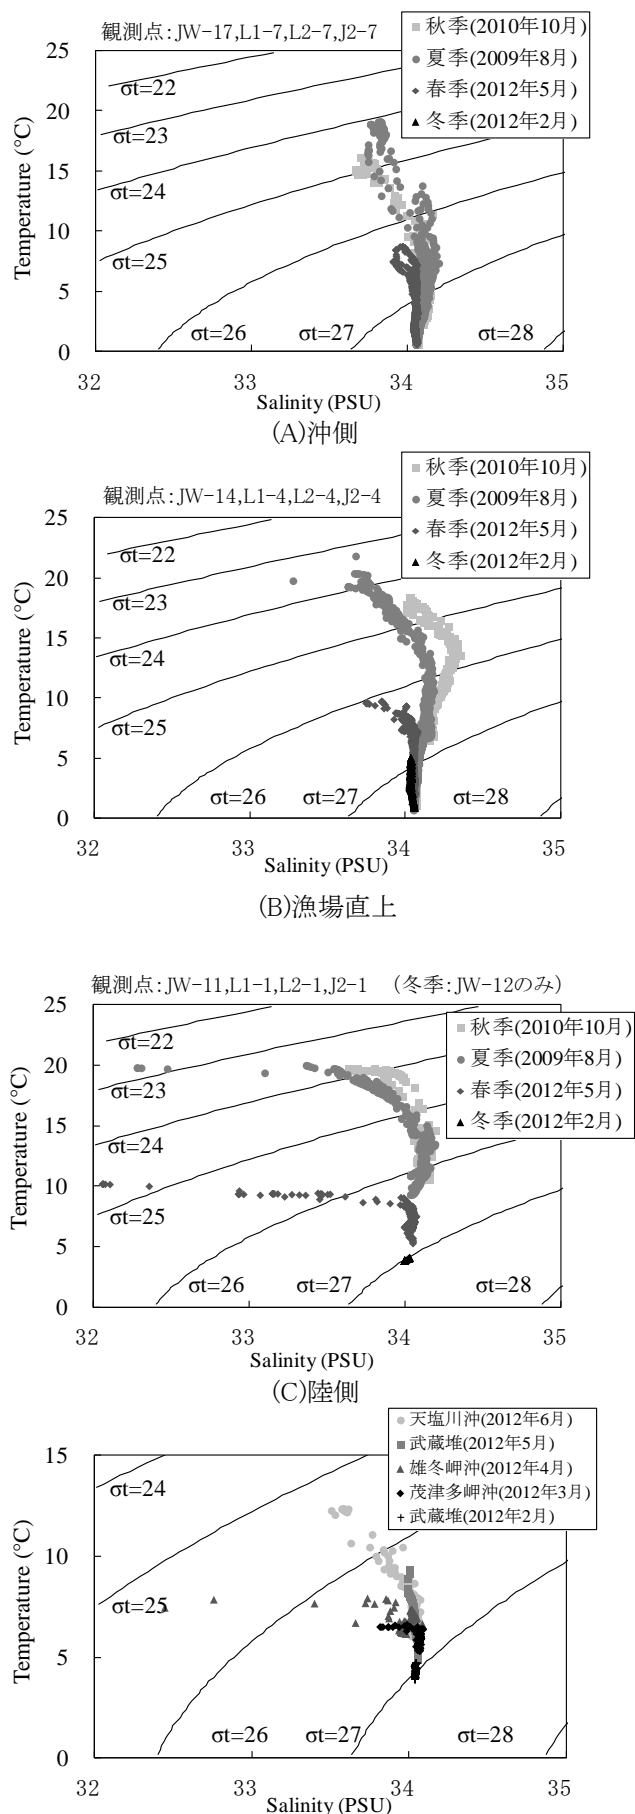 観測点:JW-17,L1-7,L2-7,J2-7
秋季(2010年10月)
夏季(2009年8月)
春季(2012年5月)
冬季(2012年2月)
25
20
15
10
5
0
Temperature (°C)
σt=22
σt=23
σt=24
σt=25
σt=26
σt=27
σt=28
32
33
34
35
Salinity (PSU)
(A)沖側
観測点:JW-14,L1-4,L2-4,J2-4
秋季(2010年10月)
夏季(2009年8月)
春季(2012年5月)
冬季(2012年2月)
25
20
15
10
5
0
Temperature (°C)
σt=22
σt=23
σt=24
σt=25
σt=26
σt=27
σt=28
32
33
34
35
Salinity (PSU)
(B)漁場直上
観測点:JW-11,L1-1,L2-1,J2-1 (冬季:JW-12のみ)
秋季(2010年10月)
夏季(2009年8月)
春季(2012年5月)
冬季(2012年2月)
25
20
15
10
5
0
Temperature (°C)
σt=22
σt=23
σt=24
σt=25
σt=26
σt=27
σt=28
32
33
34
35
Salinity (PSU)
(C)陸側
天塩川沖(2012年6月)
武蔵堆(2012年5月)
雄冬岬沖(2012年4月)
茂津多岬沖(2012年3月)
武蔵堆(2012年2月)
15
10
5
0
Temperature (°C)
σt=24
σt=25
σt=26
σt=27
σt=28
32
33
34
35
Salinity (PSU)